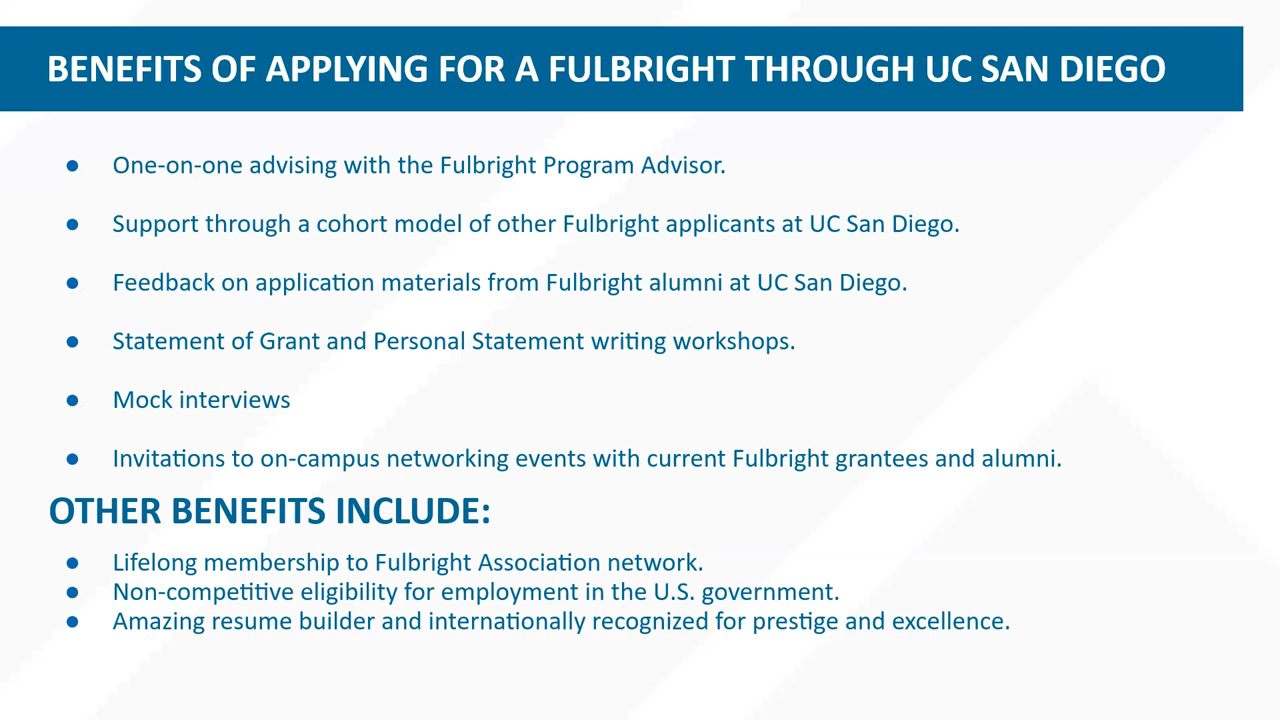 BENEFITS OF APPLYING FOR A FULBRIGHT THROUGH UC SAN DIEGO
● One-on-one advising with the Fulbright Program Advisor.
● Support through a cohort model of other Fulbright applicants at UC San Diego.
● Feedback on application materials from Fulbright alumni at UC San Diego.
● Statement of Grant and Personal Statement writing workshops.
● Mock interviews
● Invitations to on-campus networking events with current Fulbright grantees and alumni.
OTHER BENEFITS INCLUDE:
● Lifelong membership to Fulbright Association network.
● Non-competitive eligibility for employment in the U.S. government.
● Amazing resume builder and internationally recognized for prestige and excellence.